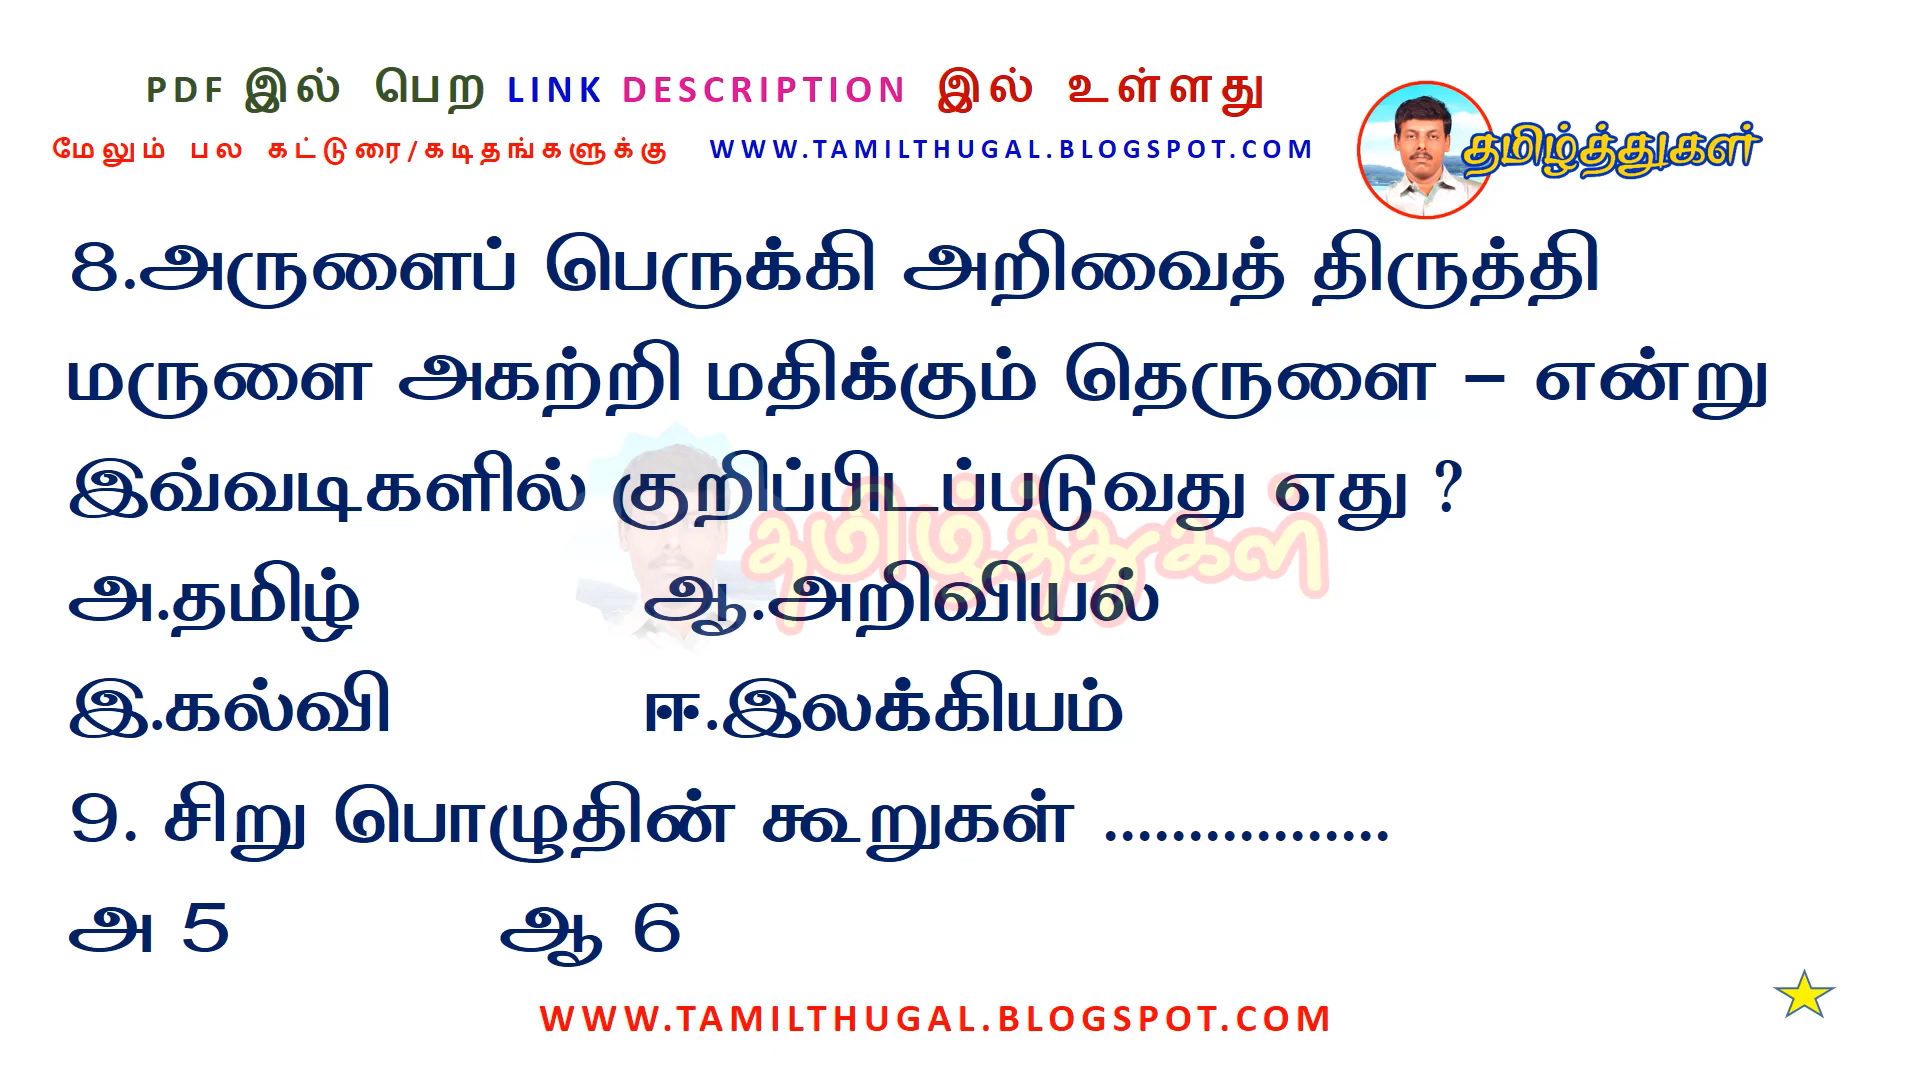 PDF இல் பெற LINK DESCRIPTION இல் உள்ளது
மேலும் பல கட்டுரை/கடிதங்களுக்கு WWW.TAMILTHUGAL.BLOGSPOT.COM
தமிழ்த்துகள்
8.அருளைப் பெருக்கி அறிவைத் திருத்தி
மருளை அகற்றி மதிக்கும் தெருளை – என்று
இவ்வடிகளில் குறிப்பிடப்படுவது எது ?
தமிழ்த்துகள்
அ.தமிழ் ஆ.அறிவியல்
இ.கல்வி ஈ.இலக்கியம்
9. சிறு பொழுதின் கூறுகள் .................
அ 5 ஆ 6
WWW.TAMILTHUGAL.BLOGSPOT.COM